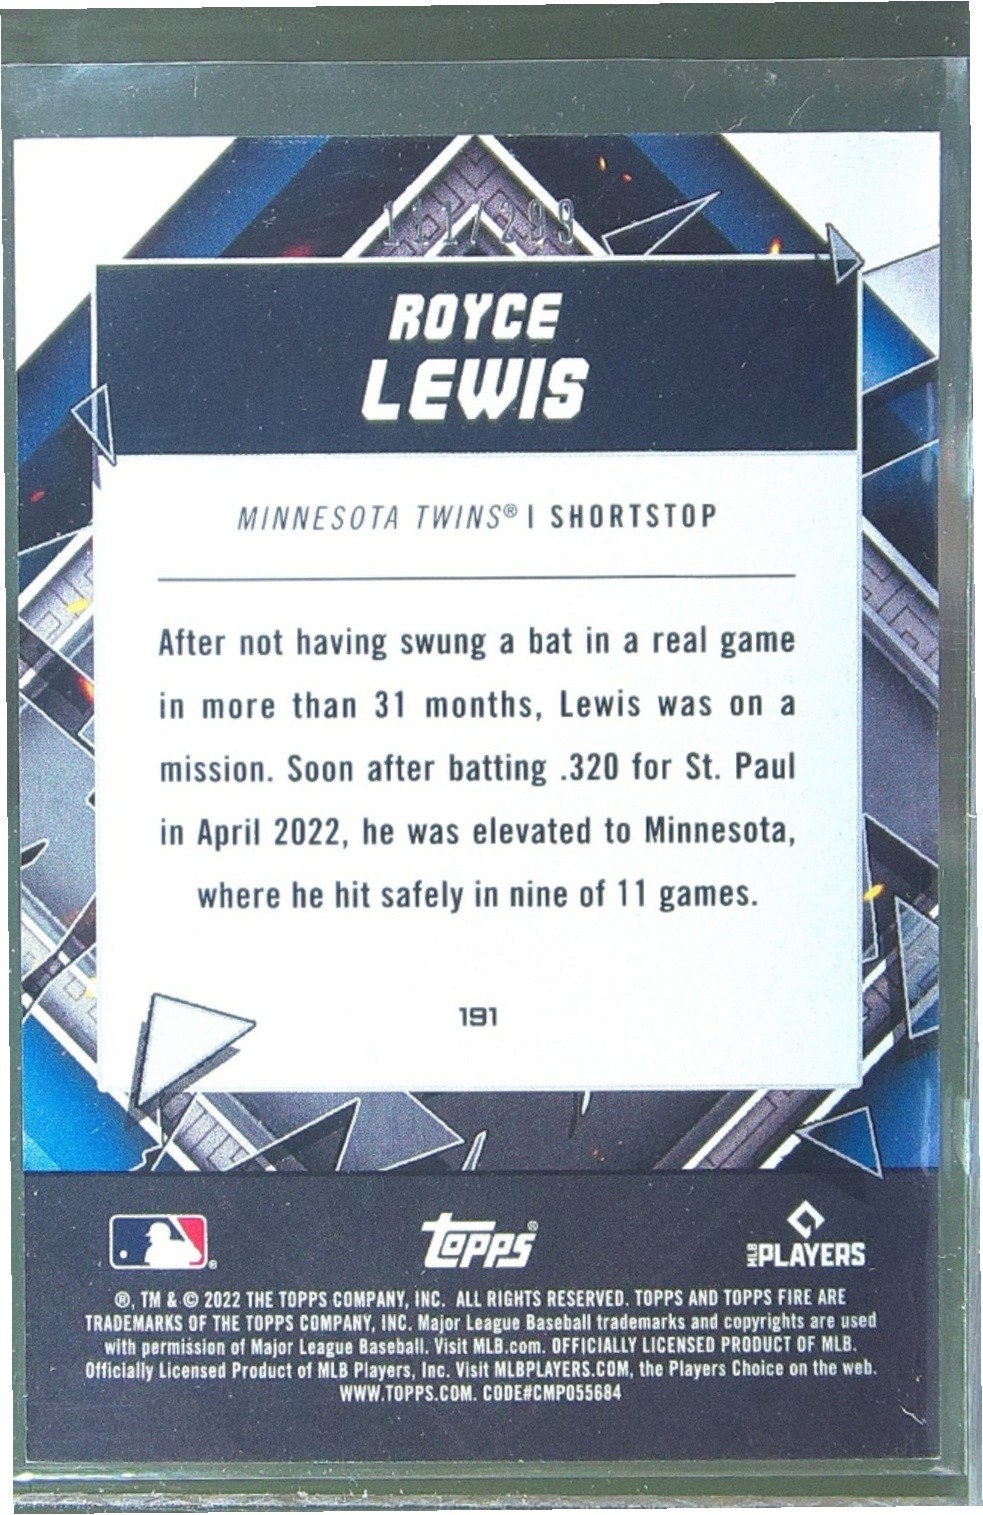 121/299
ROYCE
LEWIS
MINNESOTA TWINS® | SHORTSTOP
After not having swung a bat in a real game
in more than 31 months, Lewis was on a
mission. Soon after batting .320 for St. Paul
in April 2022, he was elevated to Minnesota,
where he hit safely in nine of 11 games.
191
Topps®
MLB PLAYERS
®, TM & © 2022 THE TOPPS COMPANY, INC. ALL RIGHTS RESERVED. TOPPS AND TOPPS FIRE ARE
TRADEMARKS OF THE TOPPS COMPANY, INC. Major League Baseball trademarks and copyrights are used
with permission of Major League Baseball. Visit MLB.com. OFFICIALLY LICENSED PRODUCT OF MLB.
Officially Licensed Product of MLB Players, Inc. Visit MLBPLAYERS.COM, the Players Choice on the web.
WWW.TOPPS.COM. CODE#CMP055684